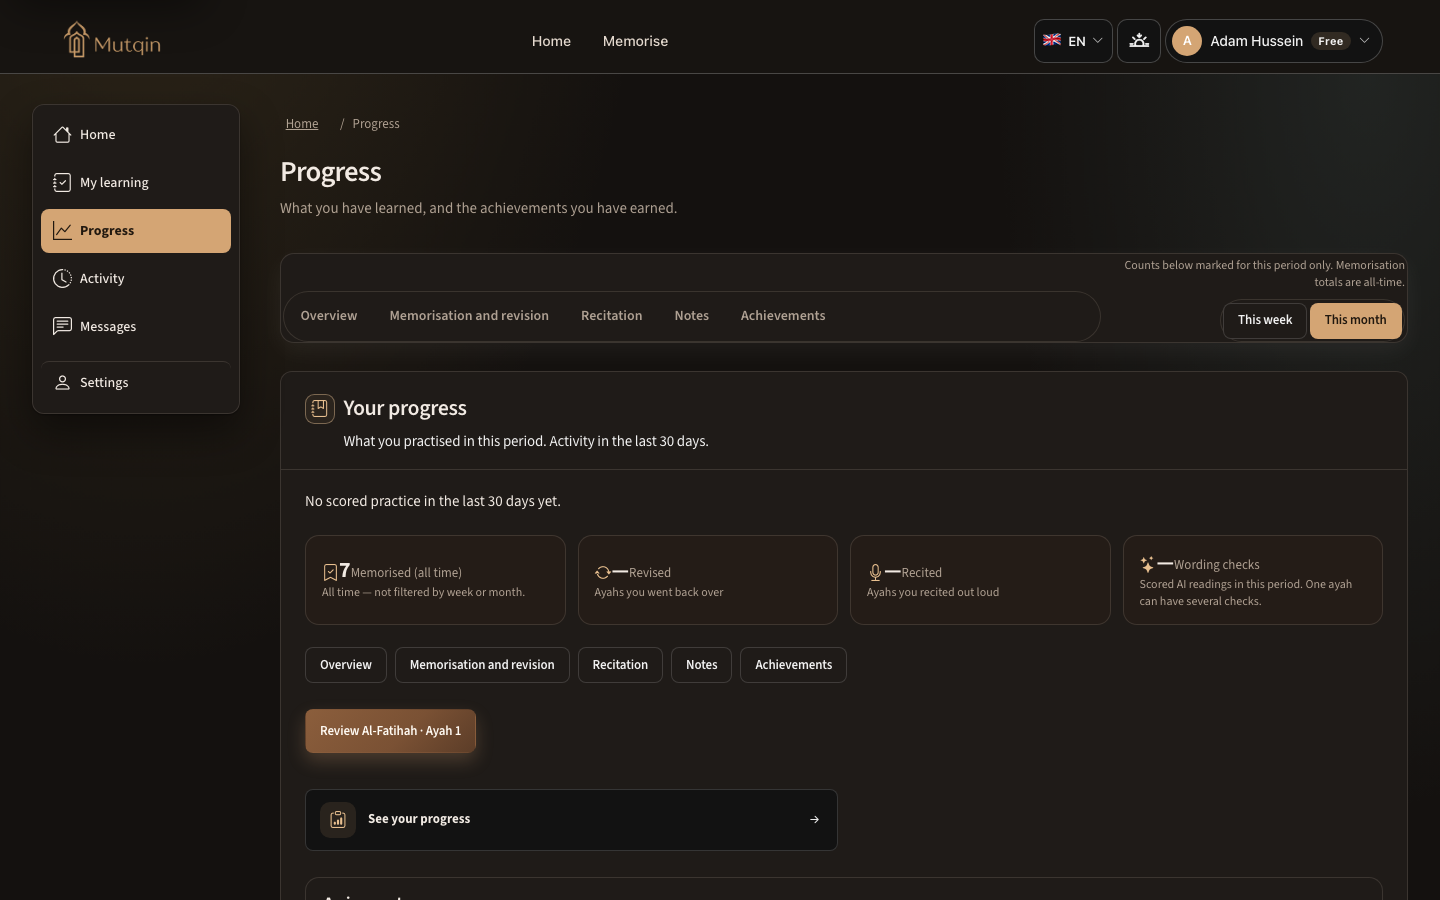 Mutqin
Home
Memorise
EN
A
Adam Hussein
Free
Home
My learning
Progress
Activity
Messages
Settings
Home / Progress
Progress
What you have learned, and the achievements you have earned.
Counts below marked for this period only. Memorisation
totals are all-time.
Overview
Memorisation and revision
Recitation
Notes
Achievements
This week
This month
Your progress
What you practised in this period. Activity in the last 30 days.
No scored practice in the last 30 days yet.
7 Memorised (all time)
All time — not filtered by week or month.
— Revised
Ayahs you went back over
— Recited
Ayahs you recited out loud
— Wording checks
Scored AI readings in this period. One ayah
can have several checks.
Overview
Memorisation and revision
Recitation
Notes
Achievements
Review Al-Fatihah · Ayah 1
See your progress →